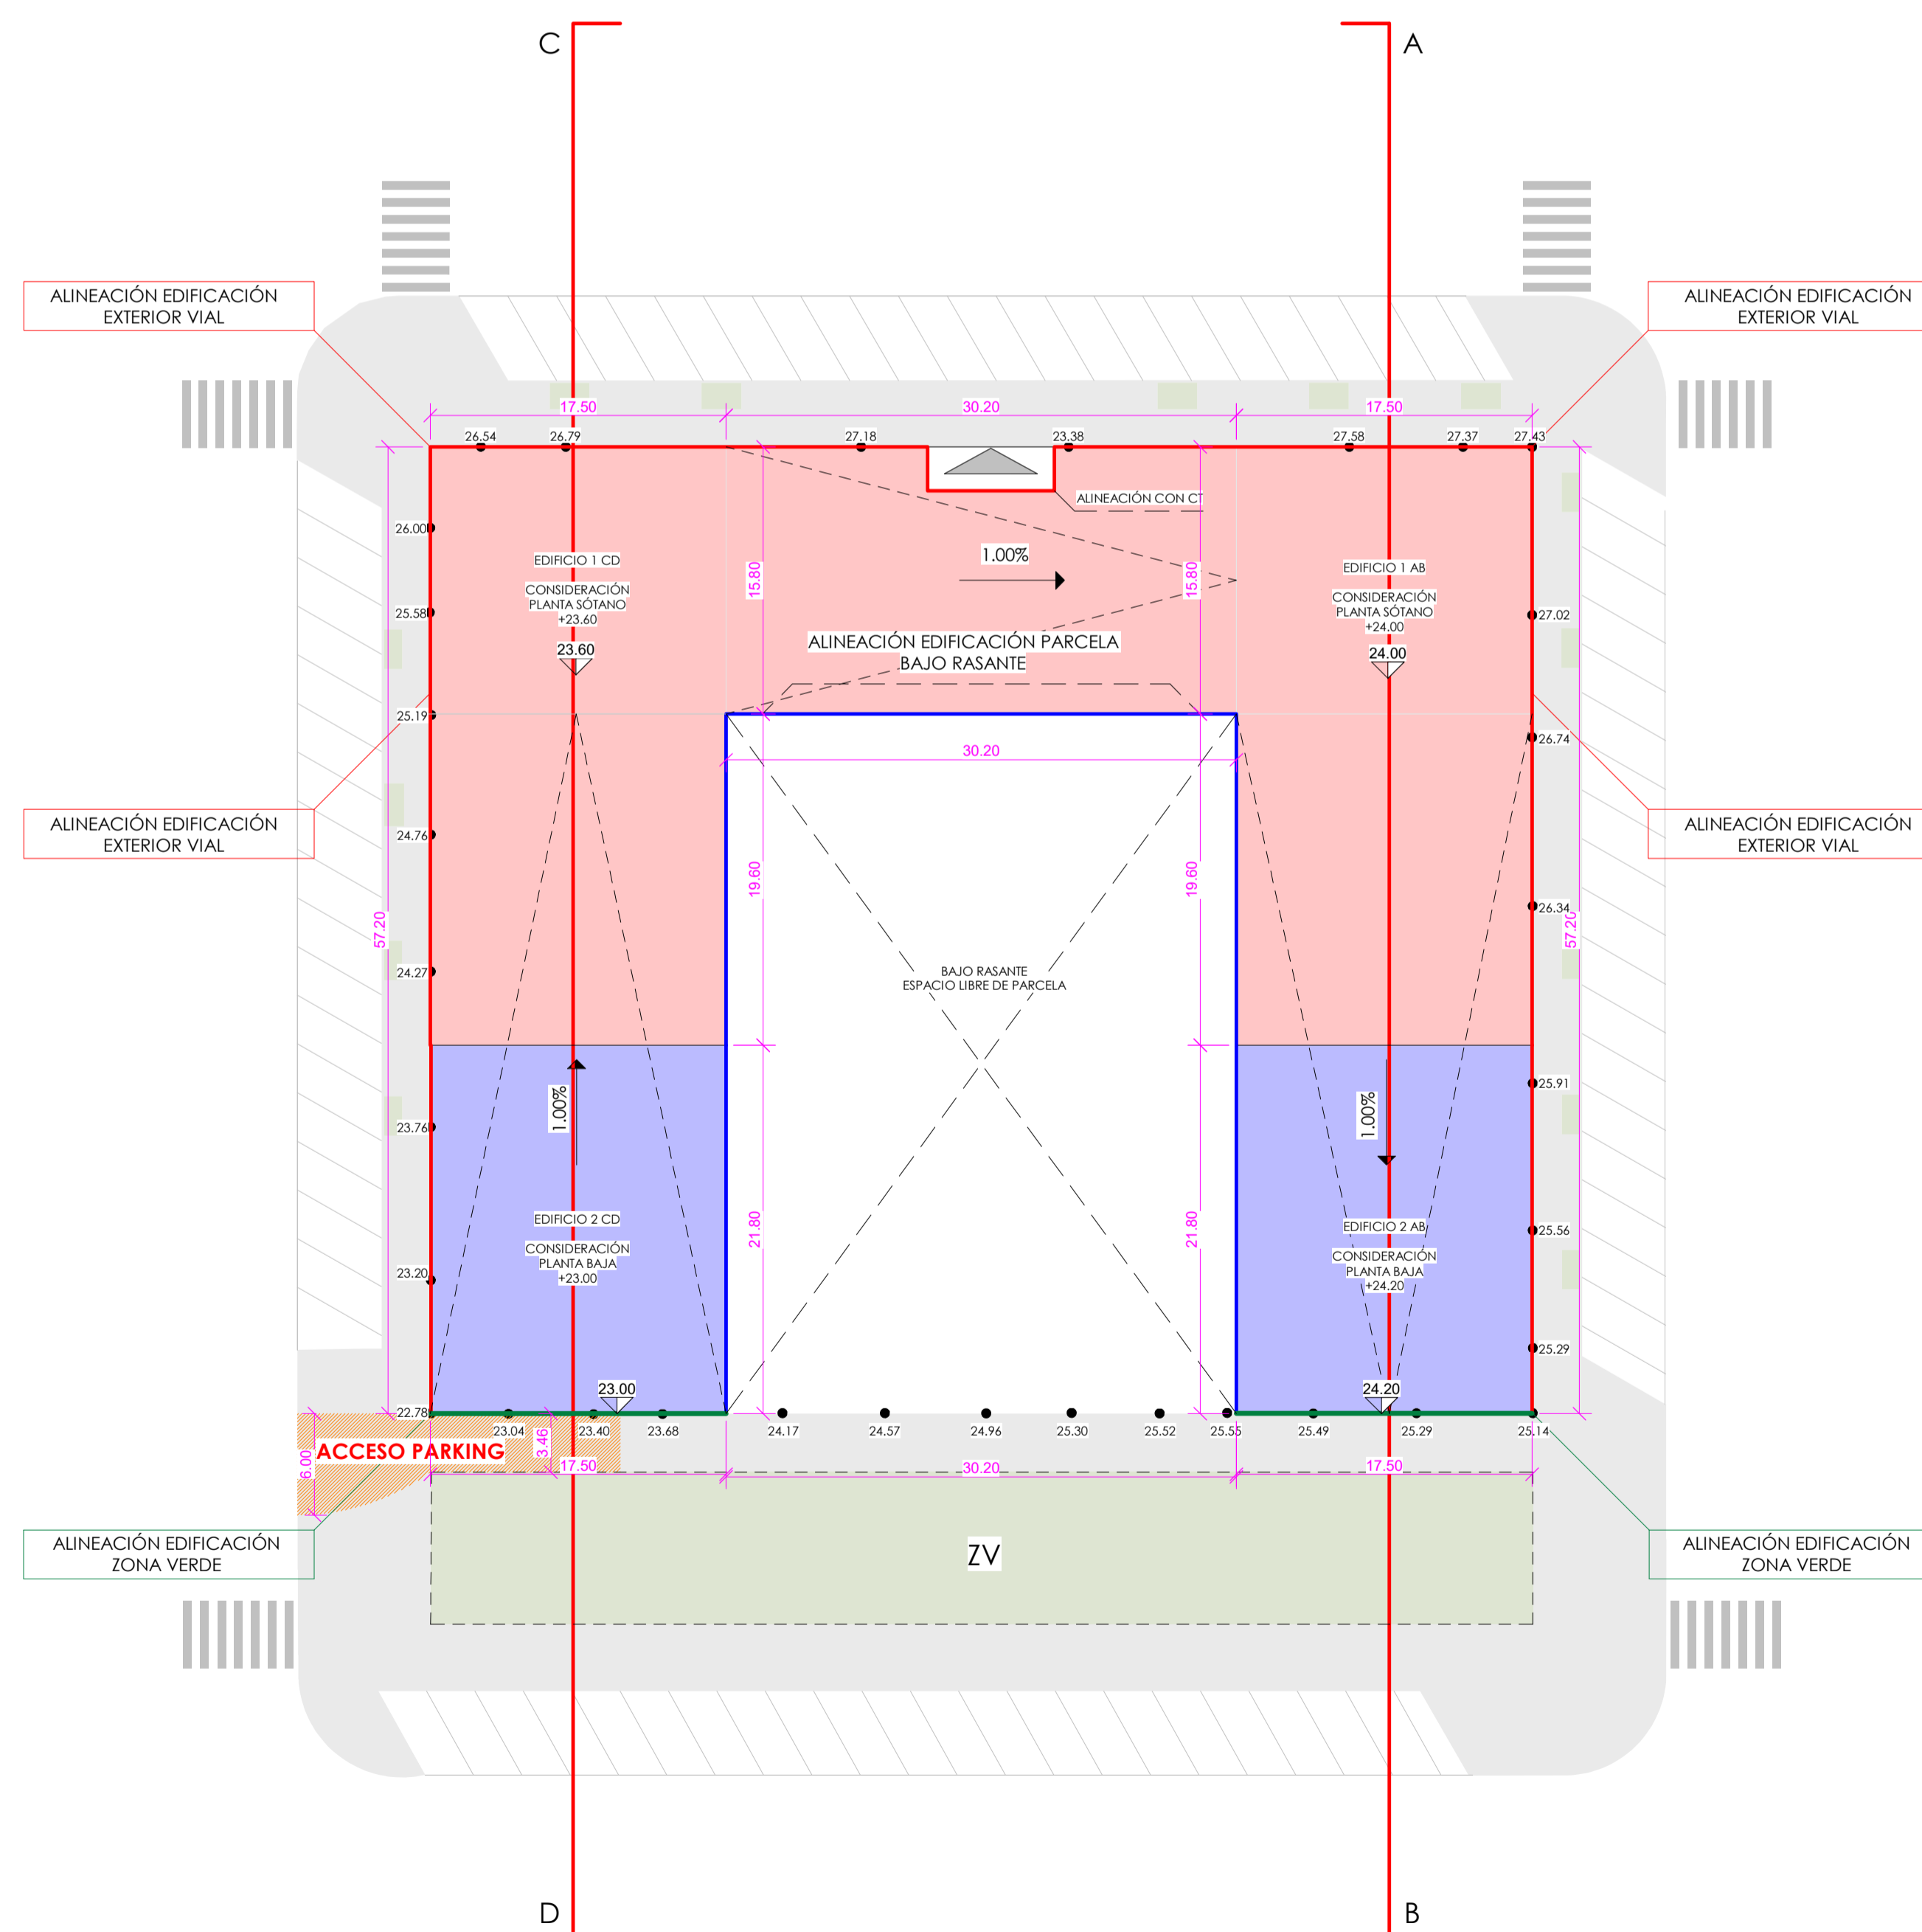 C
A
ALINEACIÓN EDIFICACIÓN
EXTERIOR VIAL
ALINEACIÓN EDIFICACIÓN
EXTERIOR VIAL
17.50
30.20
17.50
26.54
26.79
27.18
23.38
27.58
27.37
27.43
ALINEACIÓN CON CT
26.00
EDIFICIO 1 CD
CONSIDERACIÓN
PLANTA SÓTANO
+23.60
23.60
15.80
1.00%
15.80
EDIFICIO 1 AB
CONSIDERACIÓN
PLANTA SÓTANO
+24.00
24.00
25.58
27.02
ALINEACIÓN EDIFICACIÓN PARCELA
BAJO RASANTE
25.19
26.74
30.20
ALINEACIÓN EDIFICACIÓN
EXTERIOR VIAL
ALINEACIÓN EDIFICACIÓN
EXTERIOR VIAL
24.76
19.60
19.60
26.34
57.20
57.20
24.27
BAJO RASANTE
ESPACIO LIBRE DE PARCELA
25.91
1.00%
1.00%
23.76
21.80
21.80
EDIFICIO 2 CD
CONSIDERACIÓN
PLANTA BAJA
+23.00
EDIFICIO 2 AB
CONSIDERACIÓN
PLANTA BAJA
+24.20
25.56
23.20
25.29
23.00
24.20
22.78
23.04
23.40
23.68
24.17
24.57
24.96
25.30
25.52
25.55
25.49
25.29
25.14
ACCESO PARKING
6.00
3.46
17.50
30.20
17.50
ALINEACIÓN EDIFICACIÓN
ZONA VERDE
ZV
ALINEACIÓN EDIFICACIÓN
ZONA VERDE
D
B